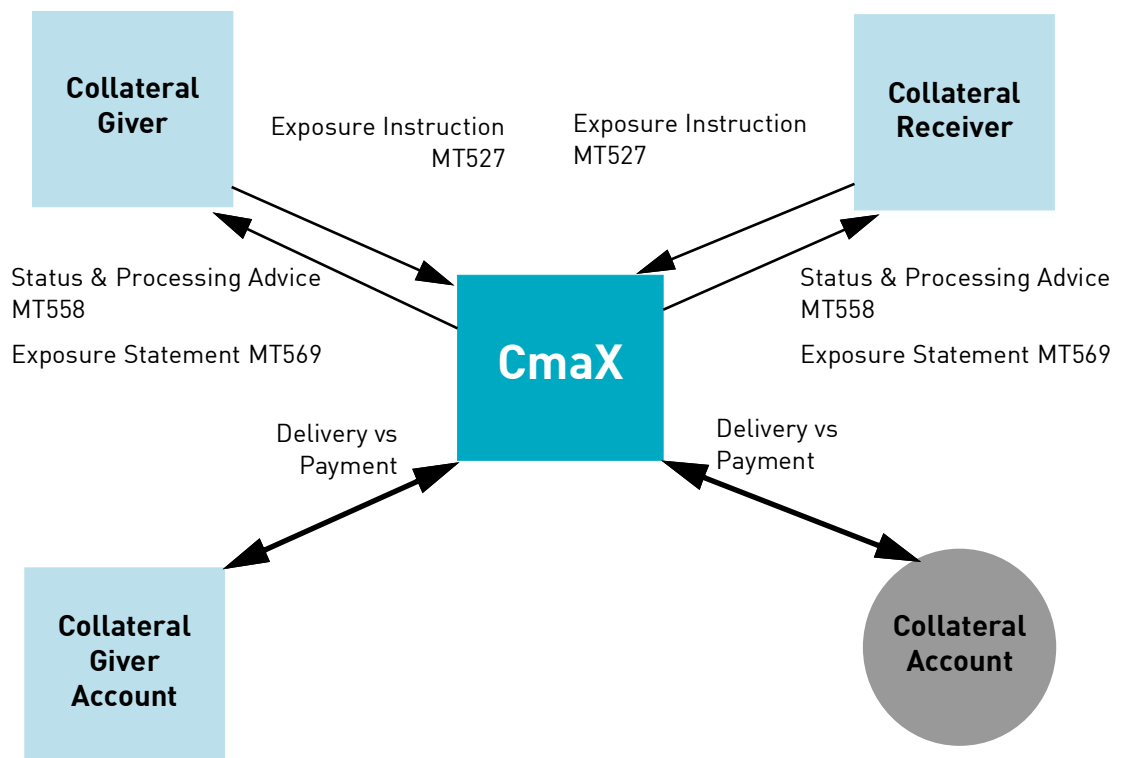 Collateral
Giver
Exposure Instruction
MT527
Exposure Instruction
MT527
Collateral
Receiver
Status & Processing Advice
MT558
Exposure Statement MT569
CmaX
Status & Processing Advice
MT558
Exposure Statement MT569
Delivery vs
Payment
Delivery vs
Payment
Collateral
Giver
Account
Collateral
Account